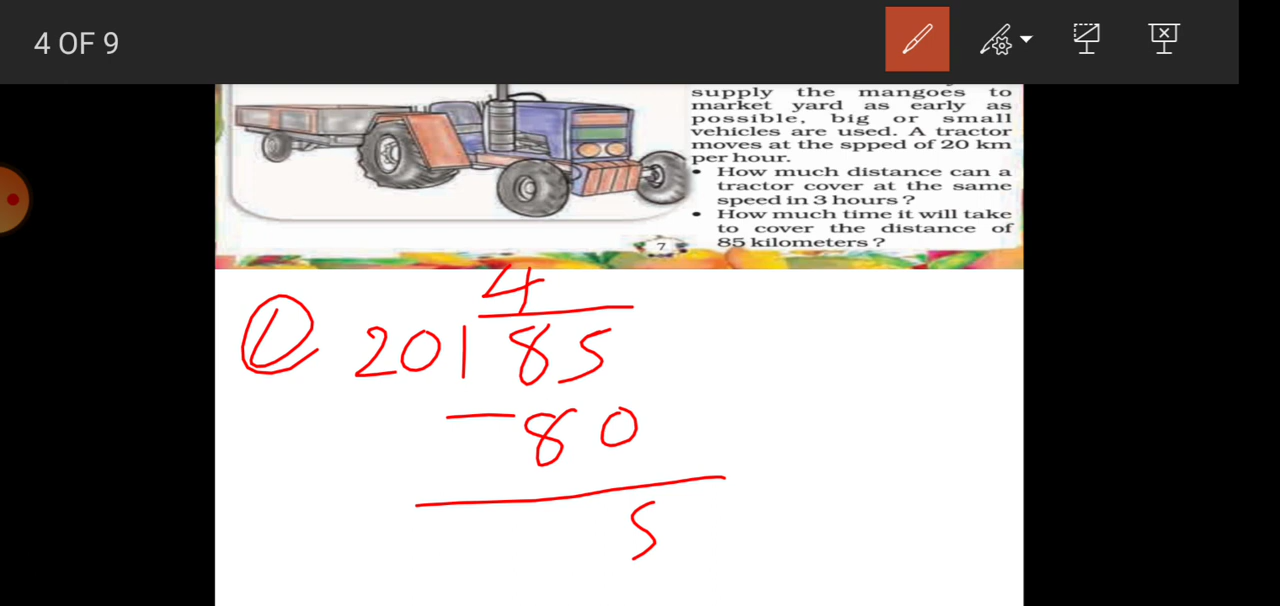 4 OF 9
supply the mangoes to
market yard as early as
possible, big or small
vehicles are used. A tractor
moves at the spped of 20 km
per hour.
• How much distance can a
tractor cover at the same
speed in 3 hours ?
• How much time it will take
to cover the distance of
85 kilometers ?
7
4
1 20 85
- 80
5